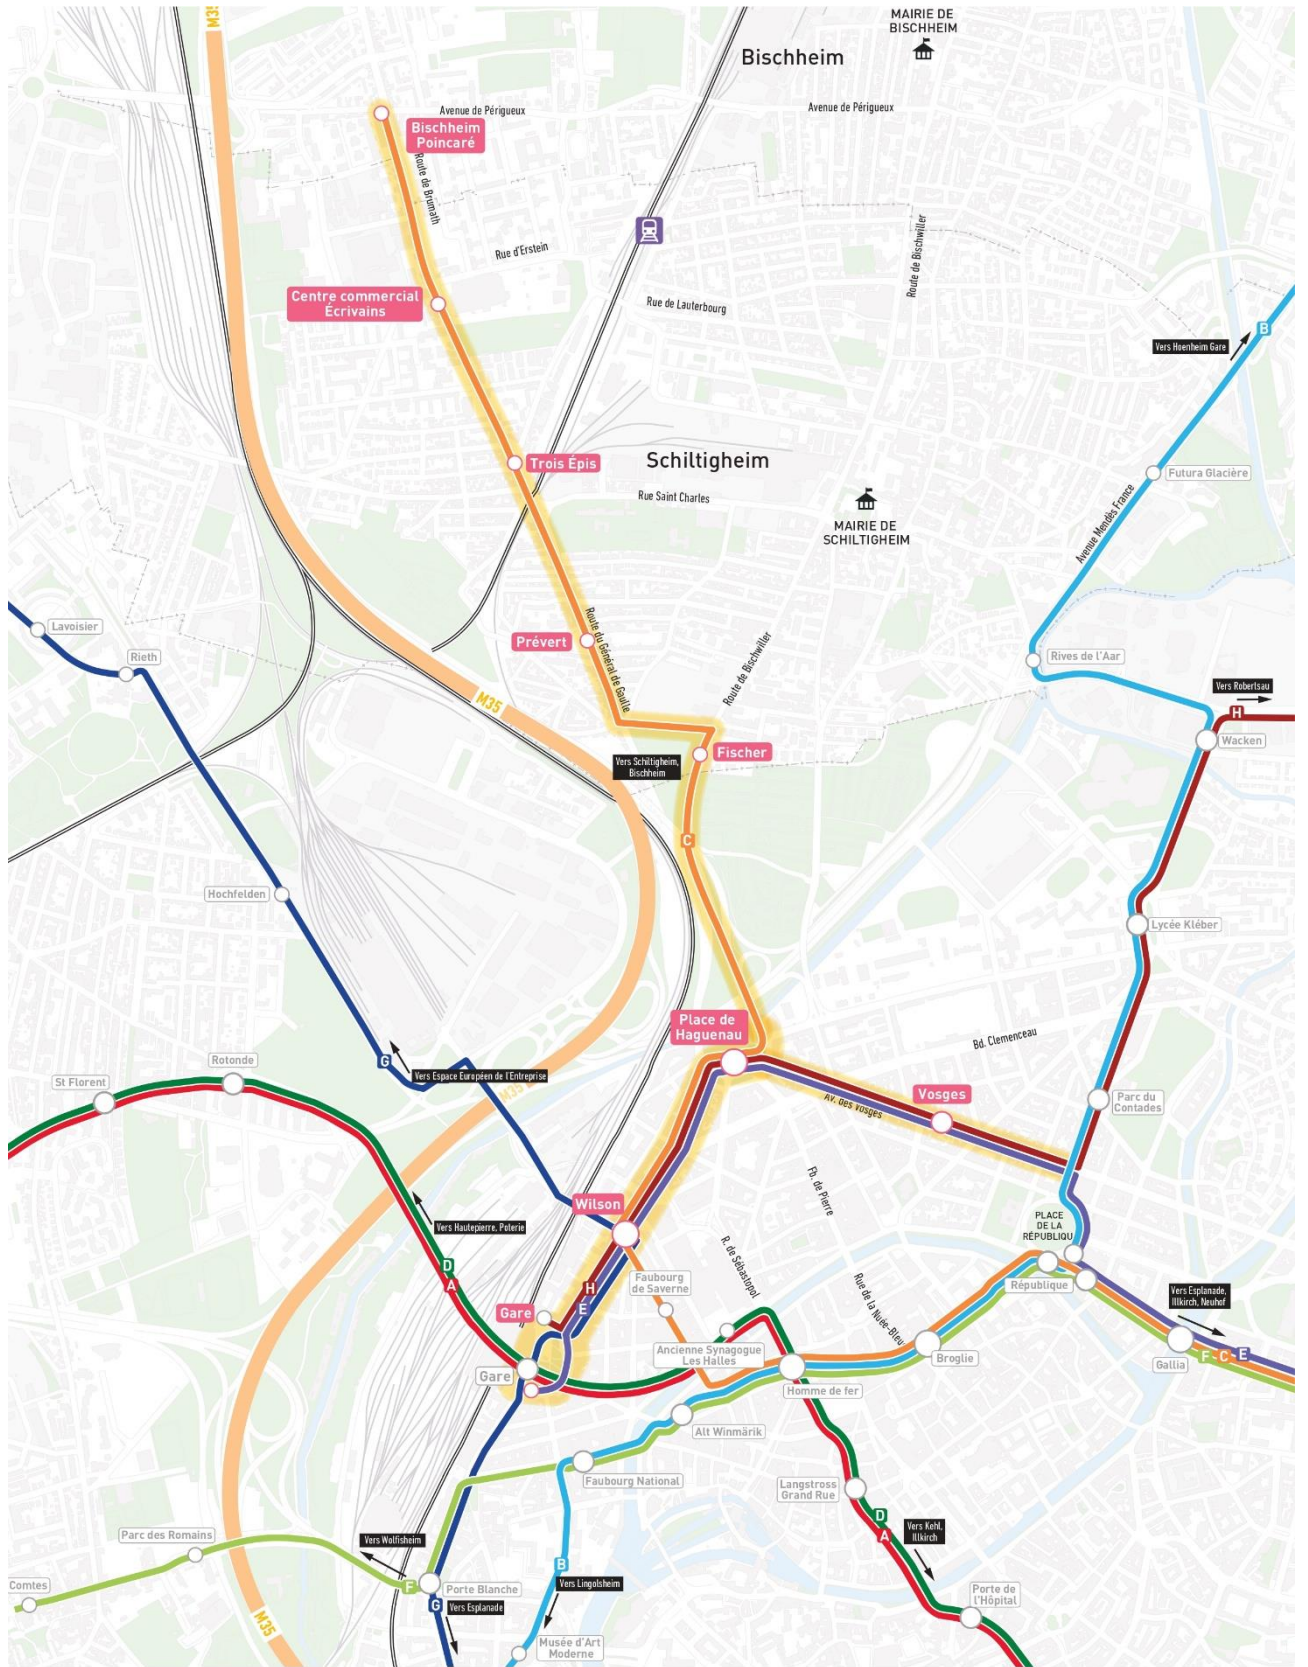 M35
MAIRIE DE
BISCHHEIM
Bischheim
Avenue de Périgueux
Avenue de Périgueux
Bischheim
Poincaré
Route de Brumath
Rue d'Erstein
Route de Bischwiller
Centre commercial
Écrivains
Rue de Lauterbourg
B
Vers Hoenheim Gare
Trois Épis
Schiltigheim
Futura Glacière
Rue Saint Charles
MAIRIE DE
SCHILTIGHEIM
Avenue Mendès France
Lavoisier
Rieth
Prévert
Route du Général de Gaulle
Route de Bischwiller
Rives de l'Aar
M35
Vers Robertsau
H
Wacken
Fischer
Vers Schiltigheim,
Bischheim
C
Hochfelden
Lycée Kléber
Place de
Haguenau
Bd. Clemenceau
Rotonde
St Florent
G
Vers Espace Européen de l'Entreprise
M35
Vosges
Av. des Vosges
Parc du
Contades
Fb. de Pierre
Wilson
Vers Hautepierre, Poterie
PLACE
DE LA
RÉPUBLIQU
D
A
R. de Sébastopol
Faubourg
de Saverne
République
H
E
Gare
Rue de la Nuée-Bleu
Vers Esplanade,
Illkirch, Neuhof
Ancienne Synagogue
Les Halles
Broglie
Gallia
F
C
E
Gare
Homme de fer
Alt Winmärik
Faubourg National
Langstross
Grand Rue
D
A
Vers Kehl,
Illkirch
Parc des Romains
Vers Wolfisheim
B
Vers Lingolsheim
F
Porte Blanche
Comtes
G
Vers Esplanade
Porte de
l'Hôpital
M35
Musée d'Art
Moderne